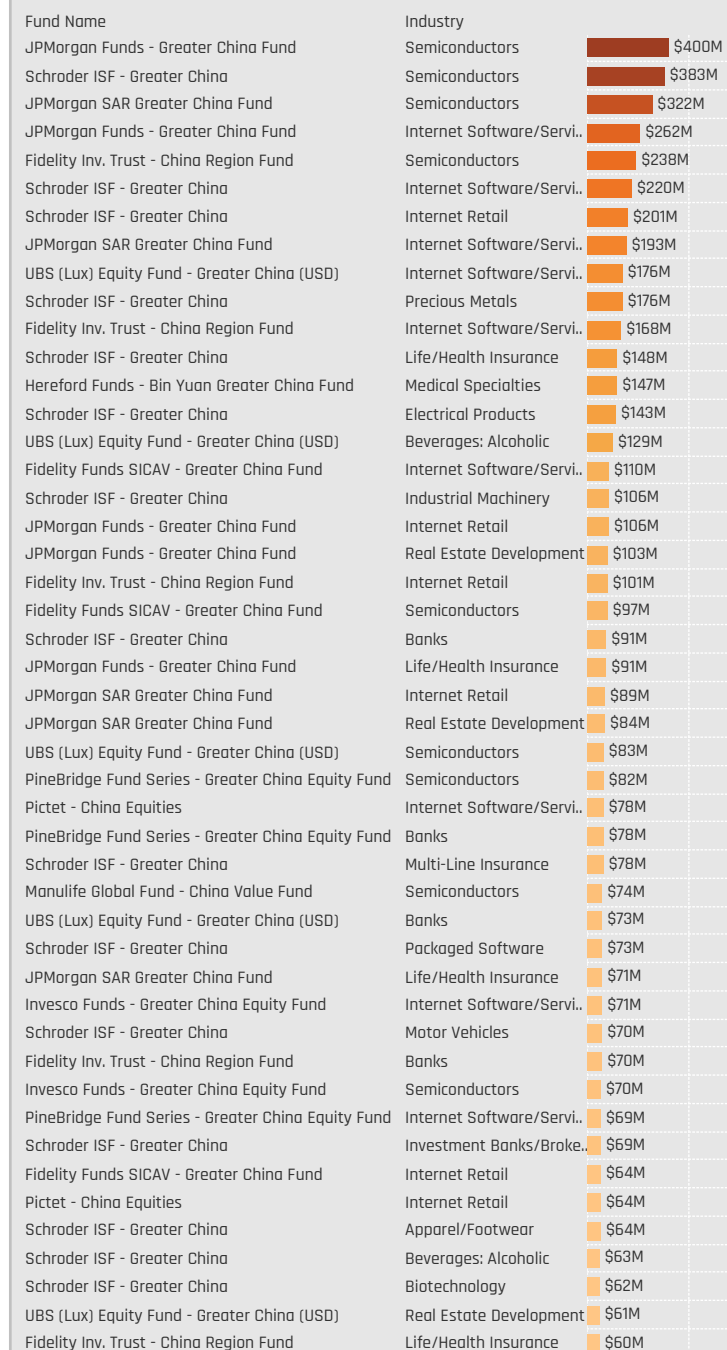 Fund Name Industry
JPMorgan Funds - Greater China Fund Semiconductors $400M
Schroder ISF - Greater China Semiconductors $383M
JPMorgan SAR Greater China Fund Semiconductors $322M
JPMorgan Funds - Greater China Fund Internet Software/Servi.. $262M
Fidelity Inv. Trust - China Region Fund Semiconductors $238M
Schroder ISF - Greater China Internet Software/Servi.. $220M
Schroder ISF - Greater China Internet Retail $201M
JPMorgan SAR Greater China Fund Internet Software/Servi.. $193M
UBS (Lux) Equity Fund - Greater China (USD) Internet Software/Servi.. $176M
Schroder ISF - Greater China Precious Metals $176M
Fidelity Inv. Trust - China Region Fund Internet Software/Servi.. $168M
Schroder ISF - Greater China Life/Health Insurance $148M
Hereford Funds - Bin Yuan Greater China Fund Medical Specialties $147M
Schroder ISF - Greater China Electrical Products $143M
UBS (Lux) Equity Fund - Greater China (USD) Beverages: Alcoholic $129M
Fidelity Funds SICAV - Greater China Fund Internet Software/Servi.. $110M
Schroder ISF - Greater China Industrial Machinery $106M
JPMorgan Funds - Greater China Fund Internet Retail $106M
JPMorgan Funds - Greater China Fund Real Estate Development $103M
Fidelity Inv. Trust - China Region Fund Internet Retail $101M
Fidelity Funds SICAV - Greater China Fund Semiconductors $97M
Schroder ISF - Greater China Banks $91M
JPMorgan Funds - Greater China Fund Life/Health Insurance $91M
JPMorgan SAR Greater China Fund Internet Retail $89M
JPMorgan SAR Greater China Fund Real Estate Development $84M
UBS (Lux) Equity Fund - Greater China (USD) Semiconductors $83M
PineBridge Fund Series - Greater China Equity Fund Semiconductors $82M
Pictet - China Equities Internet Software/Servi.. $78M
PineBridge Fund Series - Greater China Equity Fund Banks $78M
Schroder ISF - Greater China Multi-Line Insurance $78M
Manulife Global Fund - China Value Fund Semiconductors $74M
UBS (Lux) Equity Fund - Greater China (USD) Banks $73M
Schroder ISF - Greater China Packaged Software $73M
JPMorgan SAR Greater China Fund Life/Health Insurance $71M
Invesco Funds - Greater China Equity Fund Internet Software/Servi.. $71M
Schroder ISF - Greater China Motor Vehicles $70M
Fidelity Inv. Trust - China Region Fund Banks $70M
Invesco Funds - Greater China Equity Fund Semiconductors $70M
PineBridge Fund Series - Greater China Equity Fund Internet Software/Servi.. $69M
Schroder ISF - Greater China Investment Banks/Broke.. $69M
Fidelity Funds SICAV - Greater China Fund Internet Retail $64M
Pictet - China Equities Internet Retail $64M
Schroder ISF - Greater China Apparel/Footwear $64M
Schroder ISF - Greater China Beverages: Alcoholic $63M
Schroder ISF - Greater China Biotechnology $62M
UBS (Lux) Equity Fund - Greater China (USD) Real Estate Development $61M
Fidelity Inv. Trust - China Region Fund Life/Health Insurance $60M